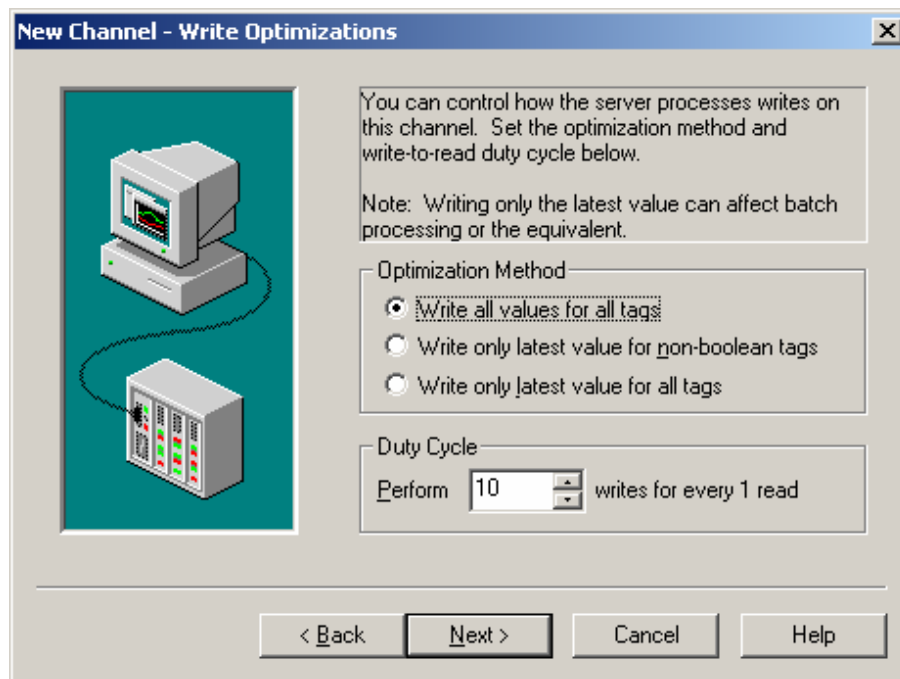 New Channel - Write Optimizations
You can control how the server processes writes on
this channel.  Set the optimization method and
write-to-read duty cycle below.
Note:  Writing only the latest value can affect batch
processing or the equivalent.
Optimization Method
Write all values for all tags
Write only latest value for non-boolean tags
Write only latest value for all tags
Duty Cycle
Perform 10 writes for every 1 read
< Back Next > Cancel Help